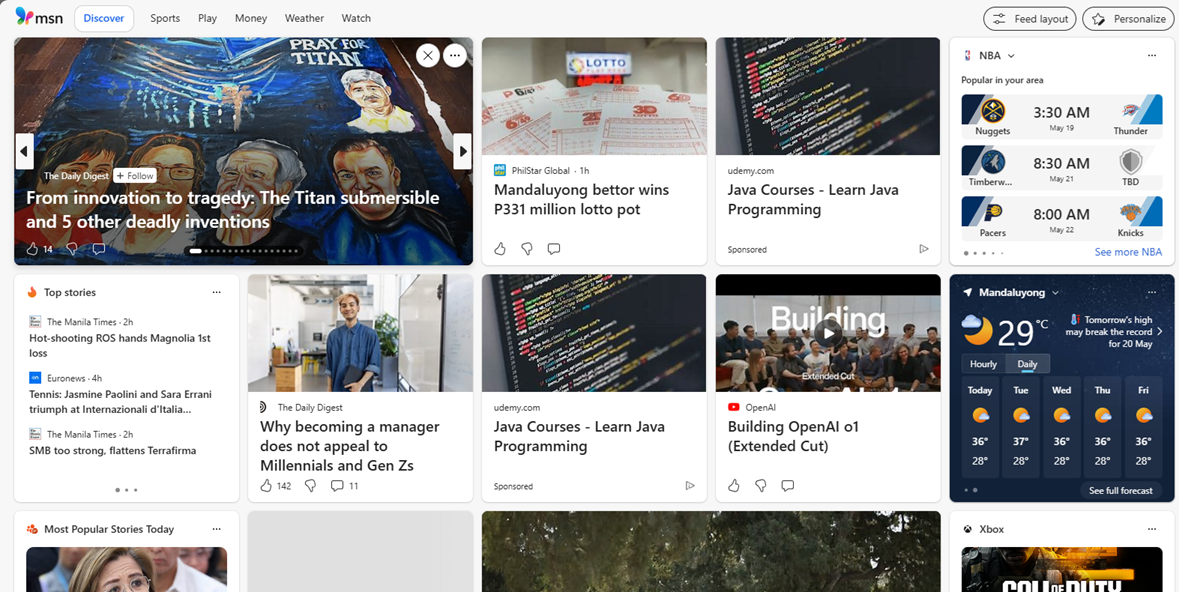 msn
Discover
Sports
Play
Money
Weather
Watch
Feed layout
Personalize
PRAY FOR
TITAN
The Daily Digest
+ Follow
From innovation to tragedy: The Titan submersible
and 5 other deadly inventions
14
LOTTO
PhilStar Global · 1h
Mandaluyong bettor wins
P331 million lotto pot
udemy.com
Java Courses - Learn Java
Programming
Sponsored
NBA
Popular in your area
Nuggets
3:30 AM
May 19
Thunder
Timberw...
8:30 AM
May 21
TBD
Pacers
8:00 AM
May 22
Knicks
See more NBA
Top stories
The Manila Times · 2h
Hot-shooting ROS hands Magnolia 1st
loss
Euronews · 4h
Tennis: Jasmine Paolini and Sara Errani
triumph at Internazionali d'Italia...
The Manila Times · 2h
SMB too strong, flattens Terrafirma
The Daily Digest
Why becoming a manager
does not appeal to
Millennials and Gen Zs
142
11
udemy.com
Java Courses - Learn Java
Programming
Sponsored
Building
Extended Cut
OpenAI
Building OpenAI o1
(Extended Cut)
Mandaluyong
29°C
Tomorrow's high
may break the record
for 20 May
Hourly
Daily
Today
Tue
Wed
Thu
Fri
36°
37°
36°
36°
36°
28°
28°
28°
28°
28°
See full forecast
Most Popular Stories Today
Xbox
CALL OF DUTY